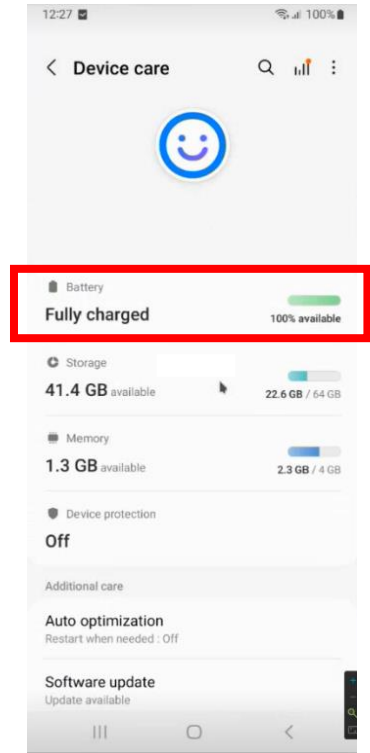 12:27 100%
Device care
Battery
Fully charged
100% available
Storage
41.4 GB available
22.6 GB / 64 GB
Memory
1.3 GB available
2.3 GB / 4 GB
Device protection
Off
Additional care
Auto optimization
Restart when needed : Off
Software update
Update available